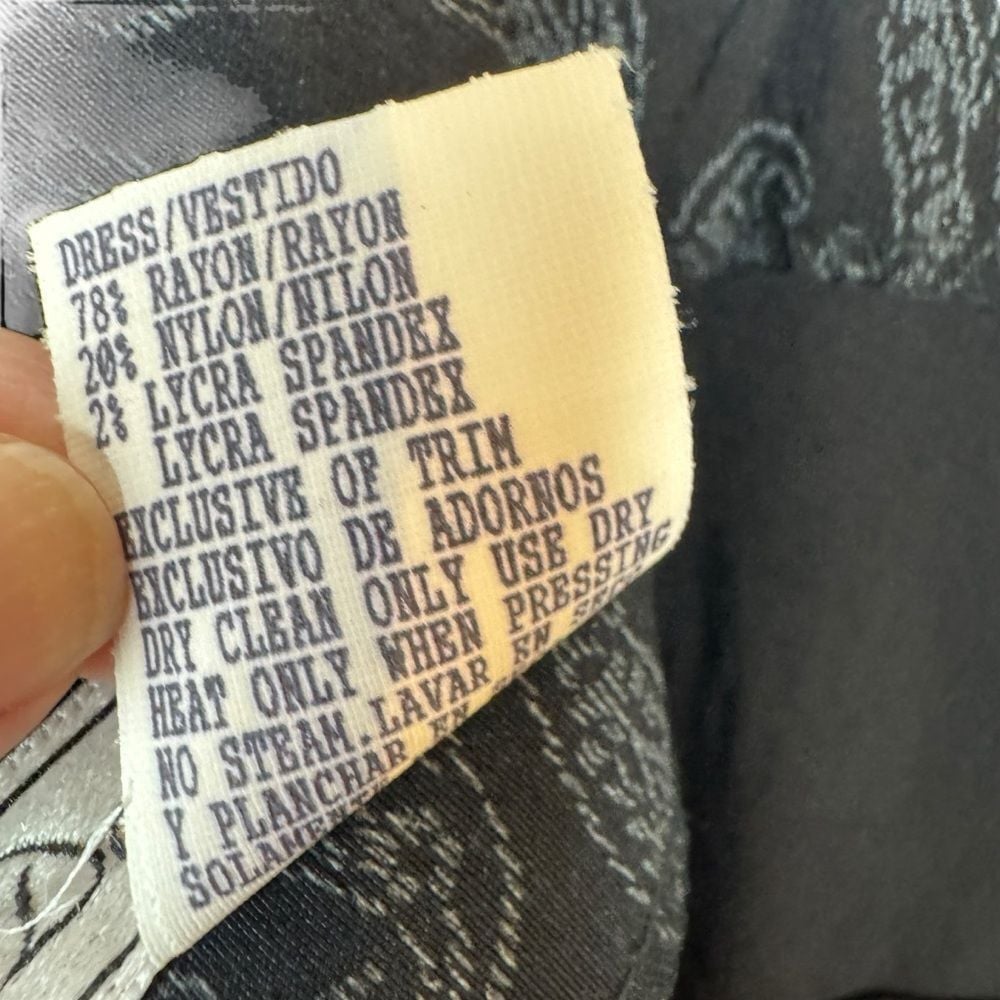 DRESS/VESTIDO
78% RAYON/RAYON
20% NYLON/NILON
2% LYCRA SPANDEX
LYCRA SPANDEX
EXCLUSIVE OF TRIM
EXCLUSIVO DE ADORNOS
DRY CLEAN ONLY USE DRY
HEAT ONLY WHEN PRESSING
NO STEAM.LAVAR EN
Y PLANCHAR EN